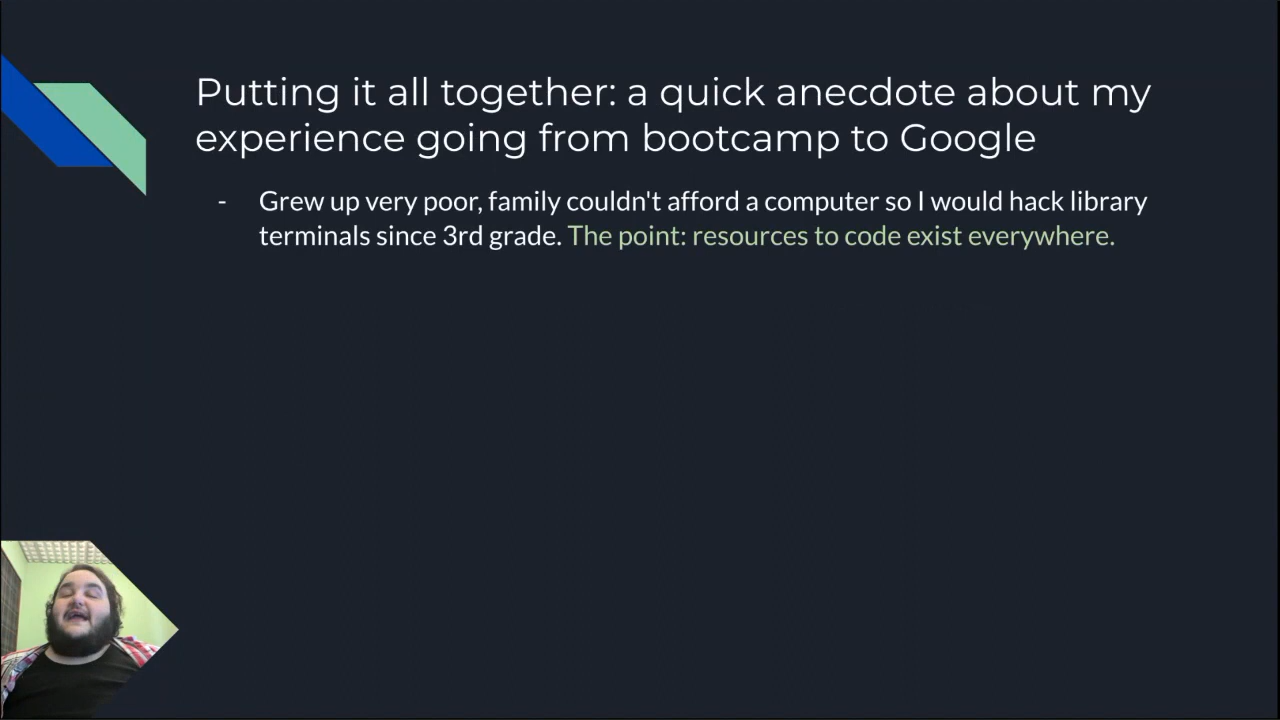 Putting it all together: a quick anecdote about my
experience going from bootcamp to Google
- Grew up very poor, family couldn't afford a computer so I would hack library
terminals since 3rd grade. The point: resources to code exist everywhere.